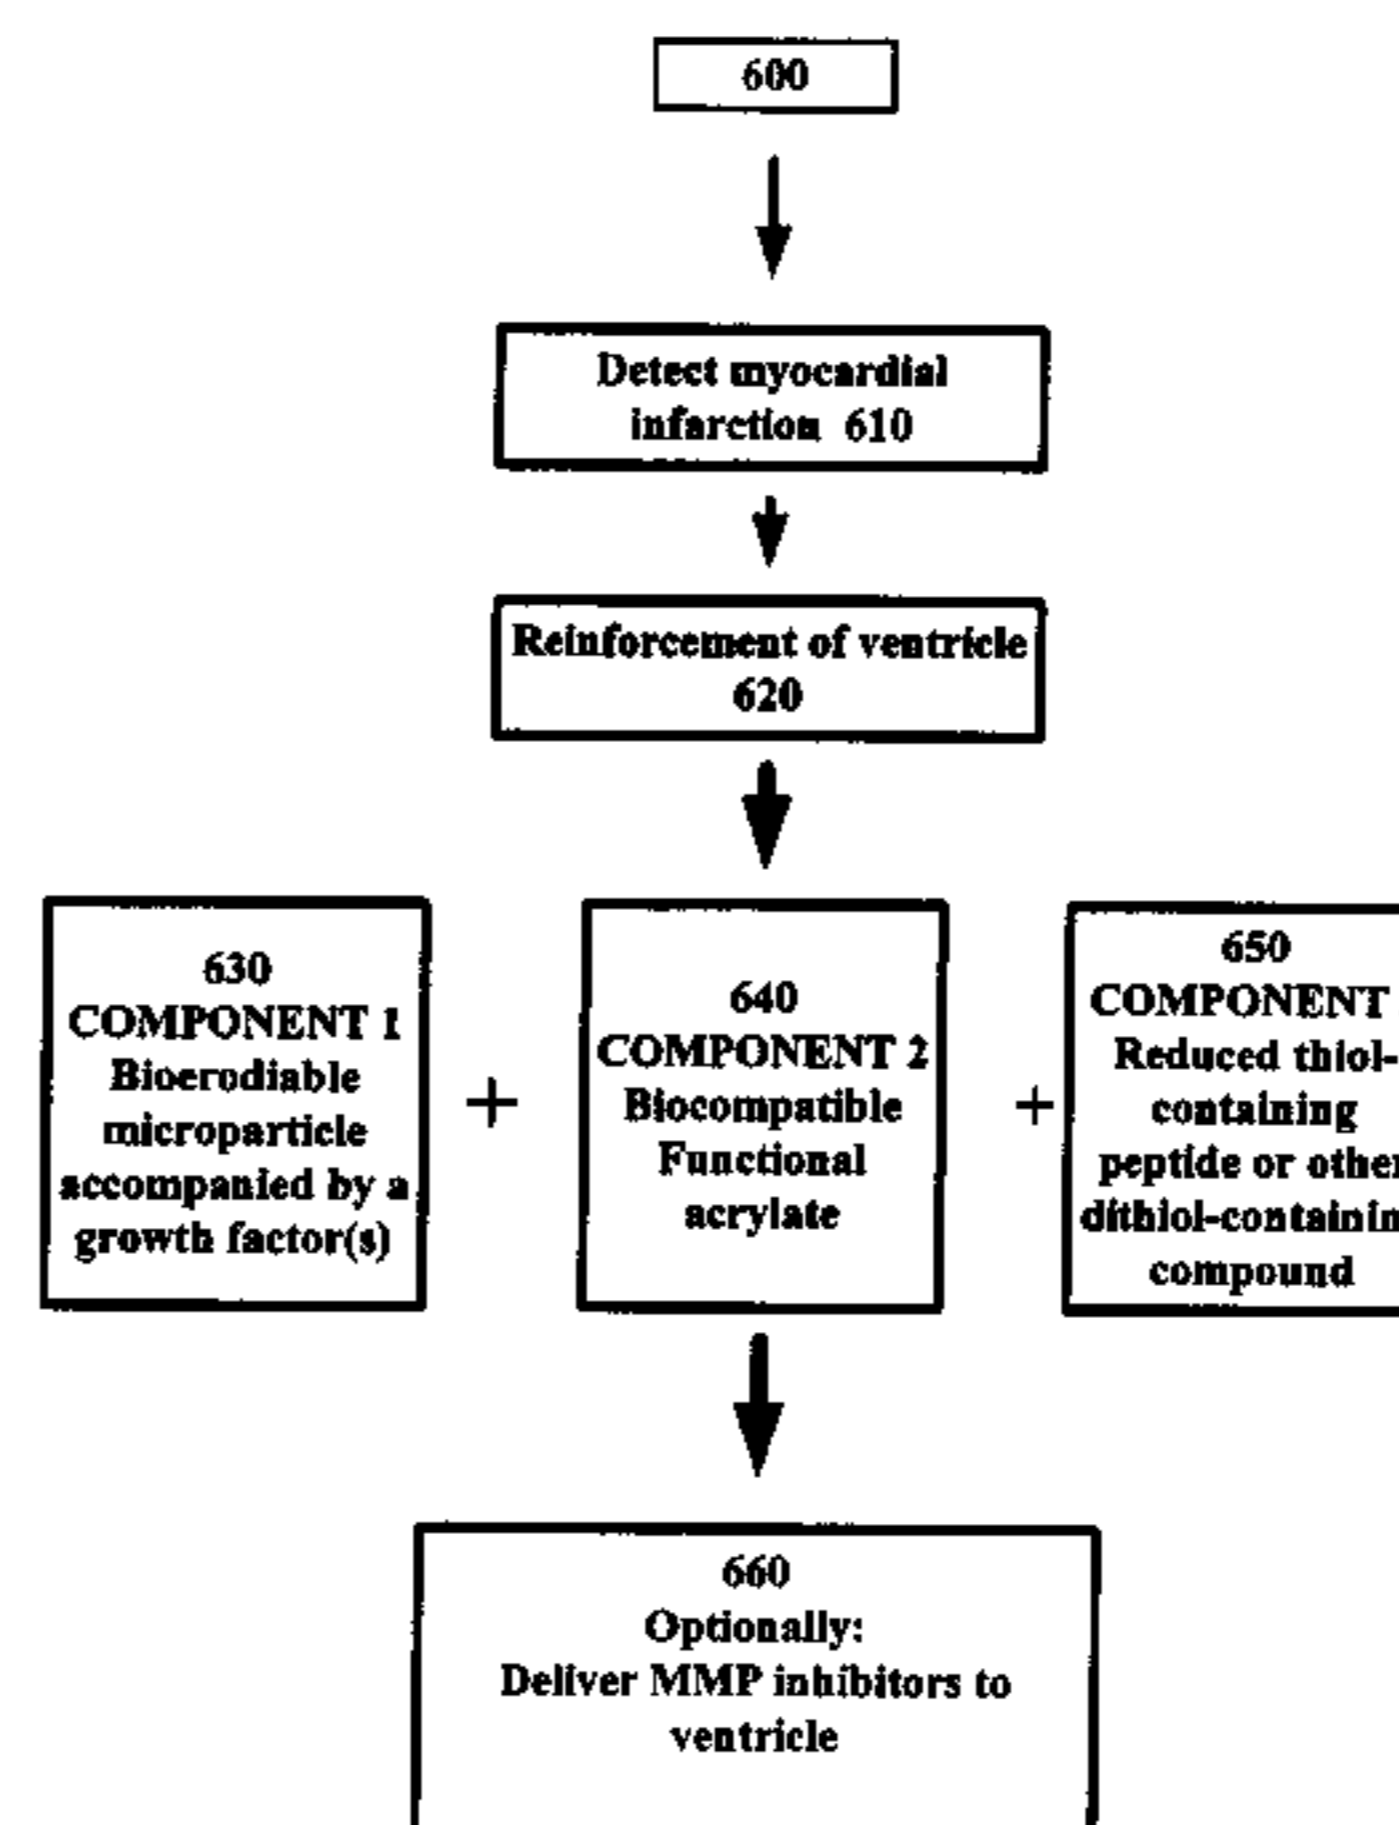 600
Detect myocardial
infarction 610
Reinforcement of ventricle
620
630
COMPONENT 1
Bioerodiable
microparticle
accompanied by a
growth factor(s)
+
640
COMPONENT 2
Biocompatible
Functional
acrylate
+
650
COMPONENT
Reduced thiol-
containing
peptide or other
dithiol-containin
compound
660
Optionally:
Deliver MMP inhibitors to
ventricle